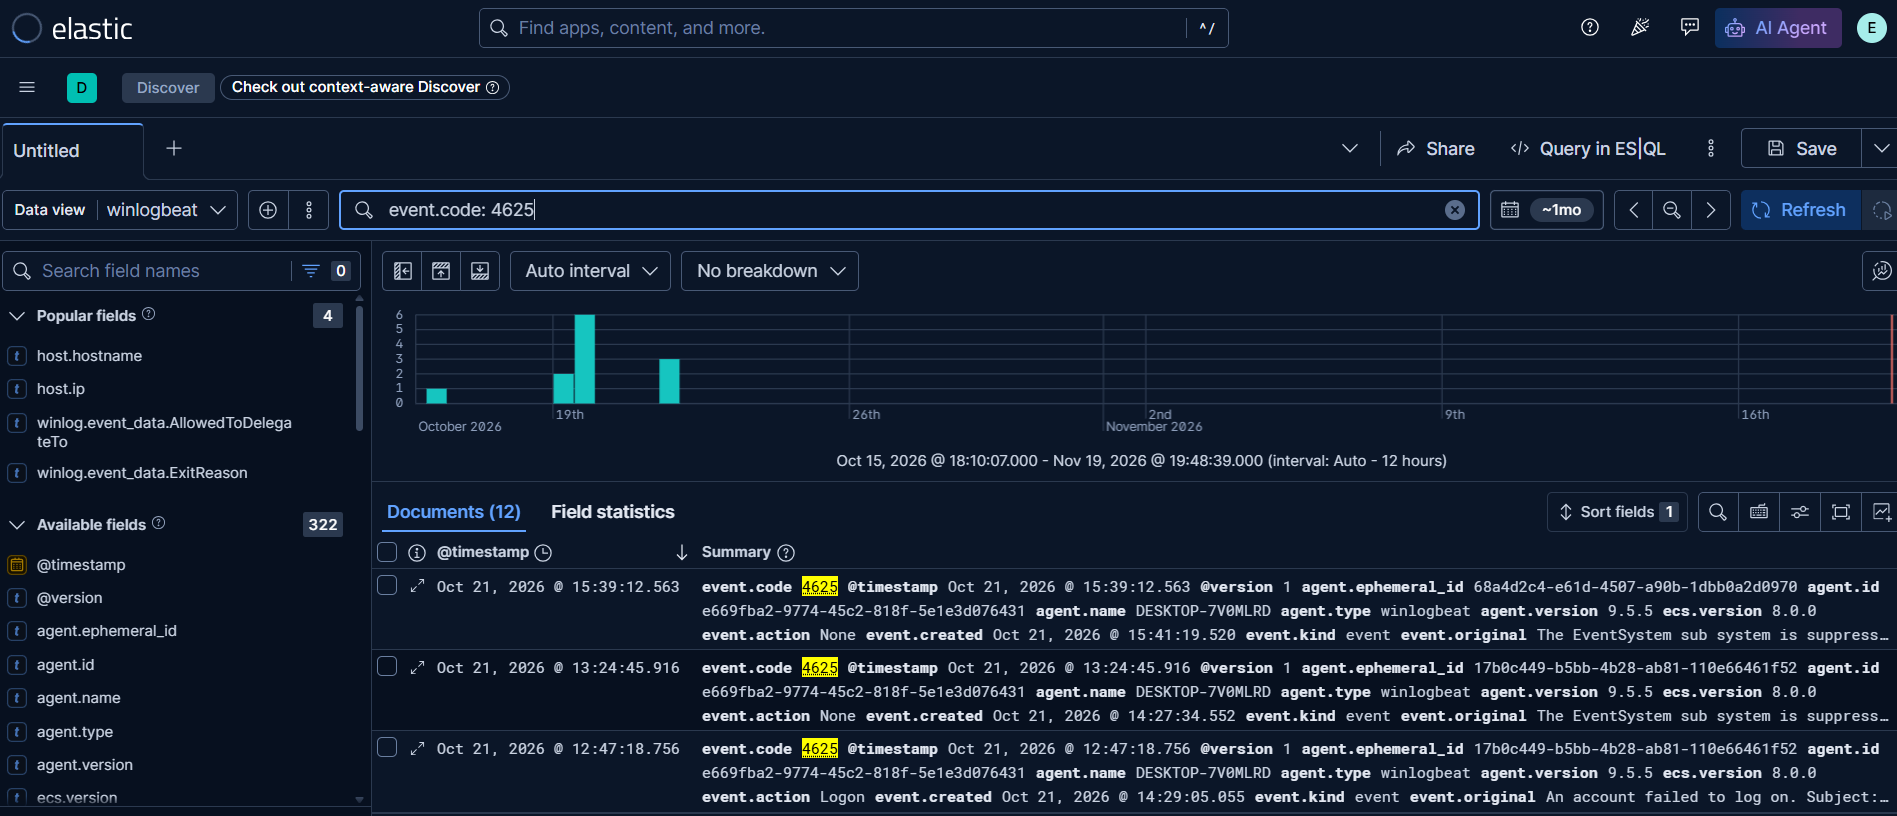 elastic
Find apps, content, and more.
^ /
AI Agent
E
D
Discover
Check out context-aware Discover
Untitled
Share
</> Query in ES|QL
Save
Data view winlogbeat
event.code: 4625
~1mo
Refresh
Search field names
0
Auto interval
No breakdown
Popular fields
4
host.hostname
host.ip
winlog.event_data.AllowedToDelega
teTo
winlog.event_data.ExitReason
Available fields
322
@timestamp
@version
agent.ephemeral_id
agent.id
agent.name
agent.type
agent.version
ecs.version
6
5
4
3
2
1
0
19th
26th
2nd
9th
16th
October 2026
November 2026
Oct 15, 2026 @ 18:10:07.000 - Nov 19, 2026 @ 19:48:39.000 (interval: Auto - 12 hours)
Documents (12)
Field statistics
Sort fields 1
@timestamp
Summary
Oct 21, 2026 @ 15:39:12.563
event.code 4625 @timestamp Oct 21, 2026 @ 15:39:12.563 @version 1 agent.ephemeral_id 68a4d2c4-e61d-4507-a90b-1dbb0a2d0970 agent.id
e669fba2-9774-45c2-818f-5e1e3d076431 agent.name DESKTOP-7V0MLRD agent.type winlogbeat agent.version 9.5.5 ecs.version 8.0.0
event.action None event.created Oct 21, 2026 @ 15:41:19.520 event.kind event event.original The EventSystem sub system is suppress…
Oct 21, 2026 @ 13:24:45.916
event.code 4625 @timestamp Oct 21, 2026 @ 13:24:45.916 @version 1 agent.ephemeral_id 17b0c449-b5bb-4b28-ab81-110e66461f52 agent.id
e669fba2-9774-45c2-818f-5e1e3d076431 agent.name DESKTOP-7V0MLRD agent.type winlogbeat agent.version 9.5.5 ecs.version 8.0.0
event.action None event.created Oct 21, 2026 @ 14:27:34.552 event.kind event event.original The EventSystem sub system is suppress…
Oct 21, 2026 @ 12:47:18.756
event.code 4625 @timestamp Oct 21, 2026 @ 12:47:18.756 @version 1 agent.ephemeral_id 17b0c449-b5bb-4b28-ab81-110e66461f52 agent.id
e669fba2-9774-45c2-818f-5e1e3d076431 agent.name DESKTOP-7V0MLRD agent.type winlogbeat agent.version 9.5.5 ecs.version 8.0.0
event.action Logon event.created Oct 21, 2026 @ 14:29:05.055 event.kind event event.original An account failed to log on. Subject:…